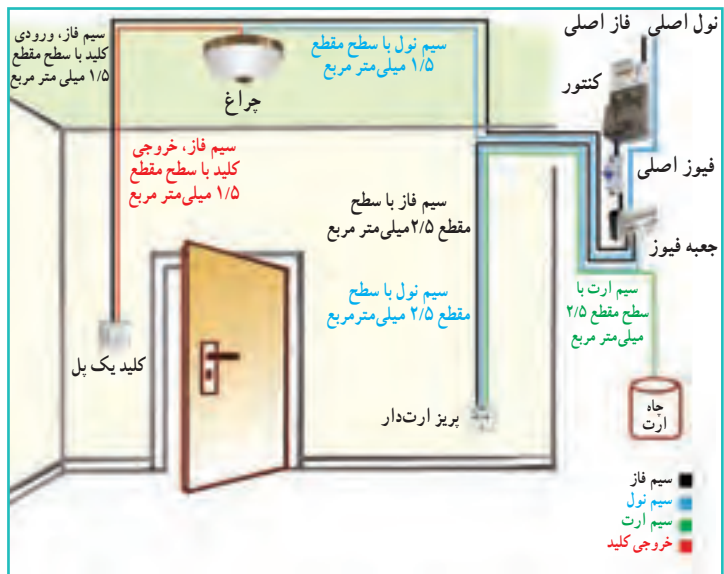 نول اصلی
فاز اصلی
کنتور
فیوز اصلی
جعبه فیوز
سیم فاز، ورودی
کلید با سطح مقطع
۱/۵ میلی متر مربع
سیم نول با سطح مقطع
۱/۵ میلی‌متر مربع
چراغ
سیم فاز، خروجی
کلید با سطح مقطع
۱/۵ میلی‌متر مربع
سیم فاز با سطح
مقطع ۲/۵میلی‌متر مربع
سیم نول با سطح
مقطع ۲/۵ میلی‌مترمربع
سیم ارت با
سطح مقطع ۲/۵
میلی‌متر مربع
کلید یک پل
پریز ارت‌دار
چاه
ارت
سیم فاز
سیم نول
سیم ارت
خروجی کلید